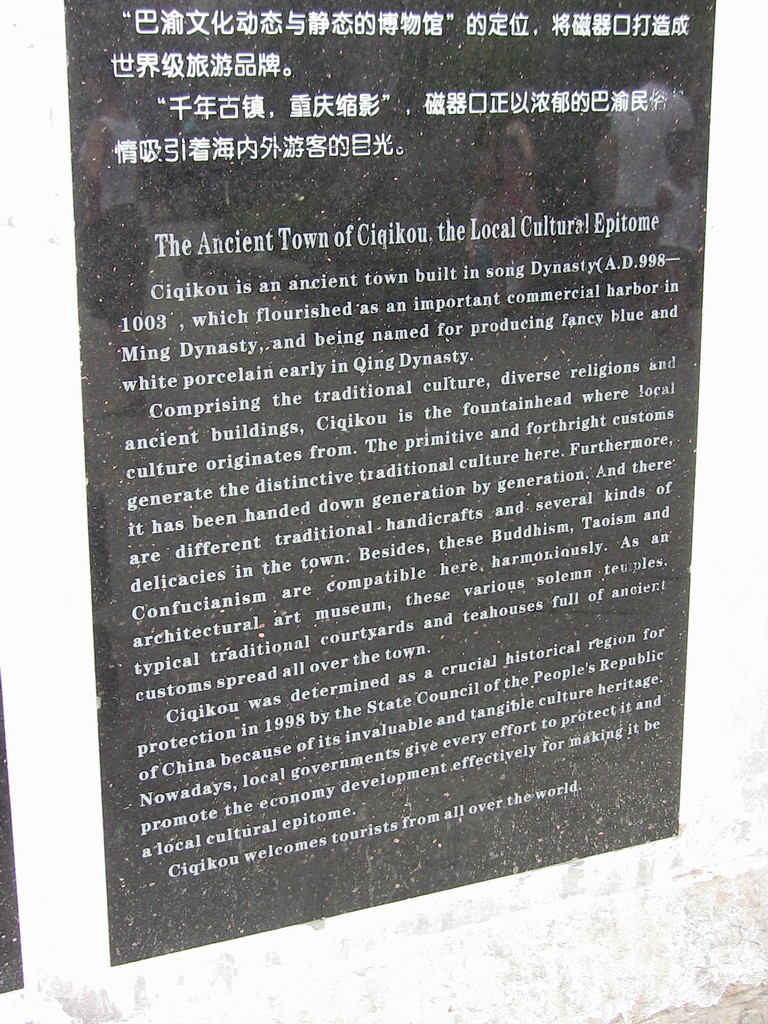 “巴渝文化动态与静态的博物馆”的定位，将磁器口打造成
世界级旅游品牌。
“千年古镇，重庆缩影”，磁器口正以浓郁的巴渝民俗
情吸引着海内外游客的目光。
The Ancient Town of Ciqikou, the Local Cultural Epitome
Ciqikou is an ancient town built in song Dynasty(A.D.998—
1003 , which flourished as an important commercial harbor in
Ming Dynasty, and being named for producing fancy blue and
white porcelain early in Qing Dynasty.
Comprising the traditional culture, diverse religions and
ancient buildings, Ciqikou is the fountainhead where local
culture originates from. The primitive and forthright customs
generate the distinctive traditional culture here. Furthermore,
it has been handed down generation by generation. And there
are different traditional handicrafts and several kinds of
delicacies in the town. Besides, these Buddhism, Taoism and
Confucianism are compatible here harmoniously. As an
architectural art museum, these various solemn temples,
typical traditional courtyards and teahouses full of ancient
customs spread all over the town.
Ciqikou was determined as a crucial historical region for
protection in 1998 by the State Council of the People's Republic
of China because of its invaluable and tangible culture heritage.
Nowadays, local governments give every effort to protect it and
promote the economy development effectively for making it be
a local cultural epitome.
Ciqikou welcomes tourists from all over the world.